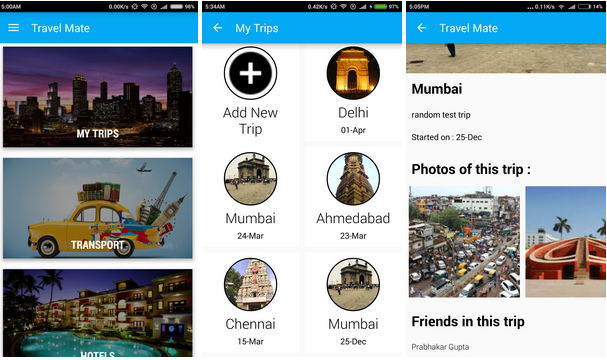 5:00AM 0.00K/s 98%
Travel Mate
MY TRIPS
TRANSPORT
HOTELS
5:34AM 0.42K/s 97%
My Trips
Add New
Trip
Delhi
01-Apr
Mumbai
24-Mar
Ahmedabad
23-Mar
Chennai
15-Mar
Mumbai
25-Dec
5:05PM ... 0.11K/s 14%
Travel Mate
Mumbai
random test trip
Started on : 25-Dec
Photos of this trip :
Friends in this trip
Prabhakar Gupta